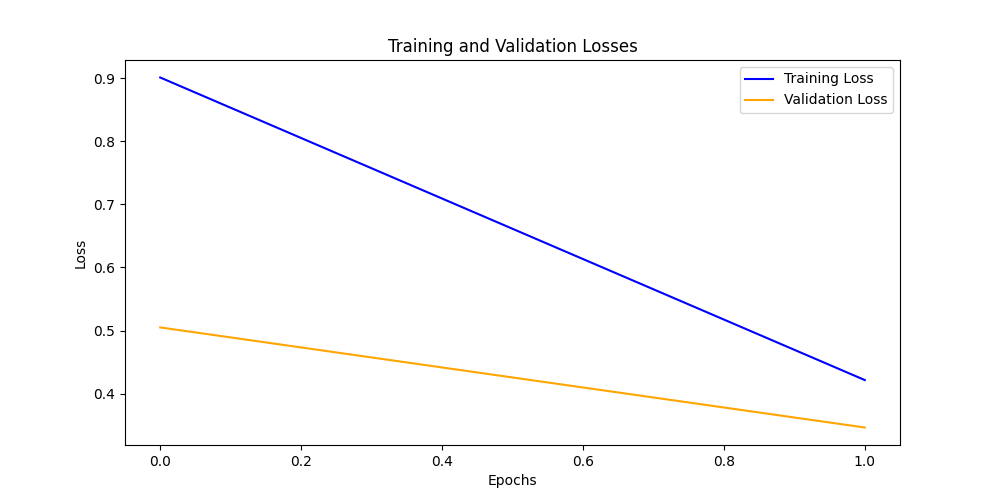 Training and Validation Losses
Training Loss
Validation Loss
0.9
0.8
0.7
0.6
0.5
0.4
Loss
0.0 0.2 0.4 0.6 0.8 1.0
Epochs